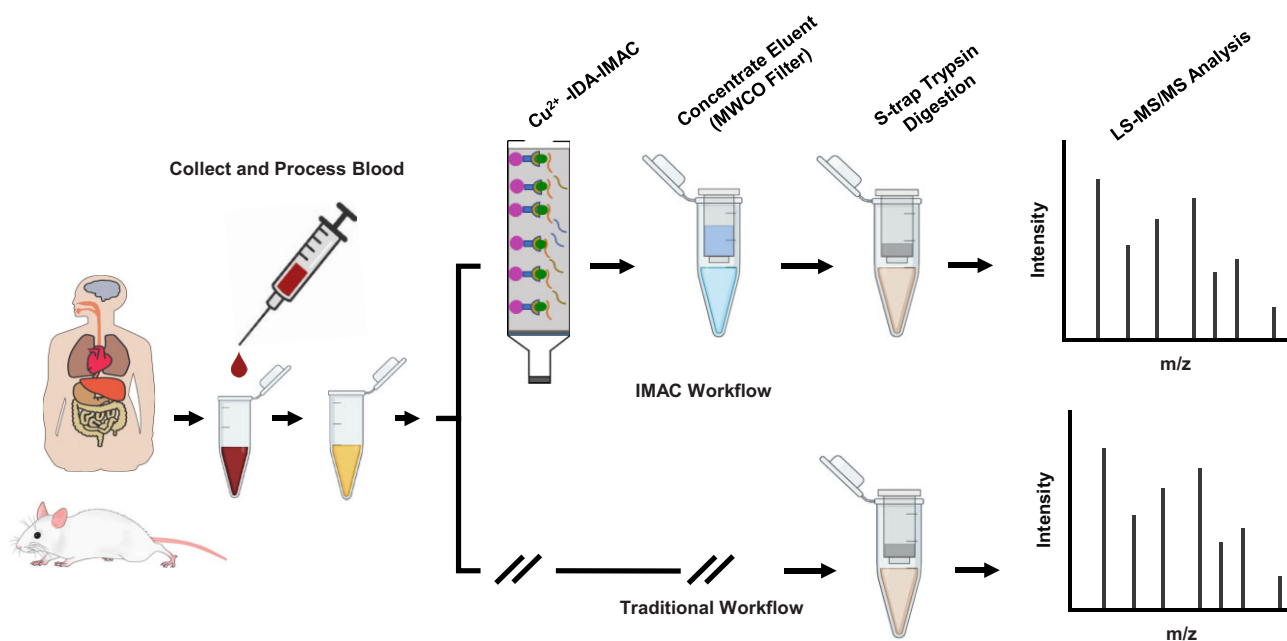 Cu²⁺ -IDA-IMAC
Concentrate Eluent
(MWCO Filter)
S-trap Trypsin
Digestion
LS-MS/MS Analysis
Collect and Process Blood
Intensity
m/z
IMAC Workflow
Intensity
m/z
Traditional Workflow